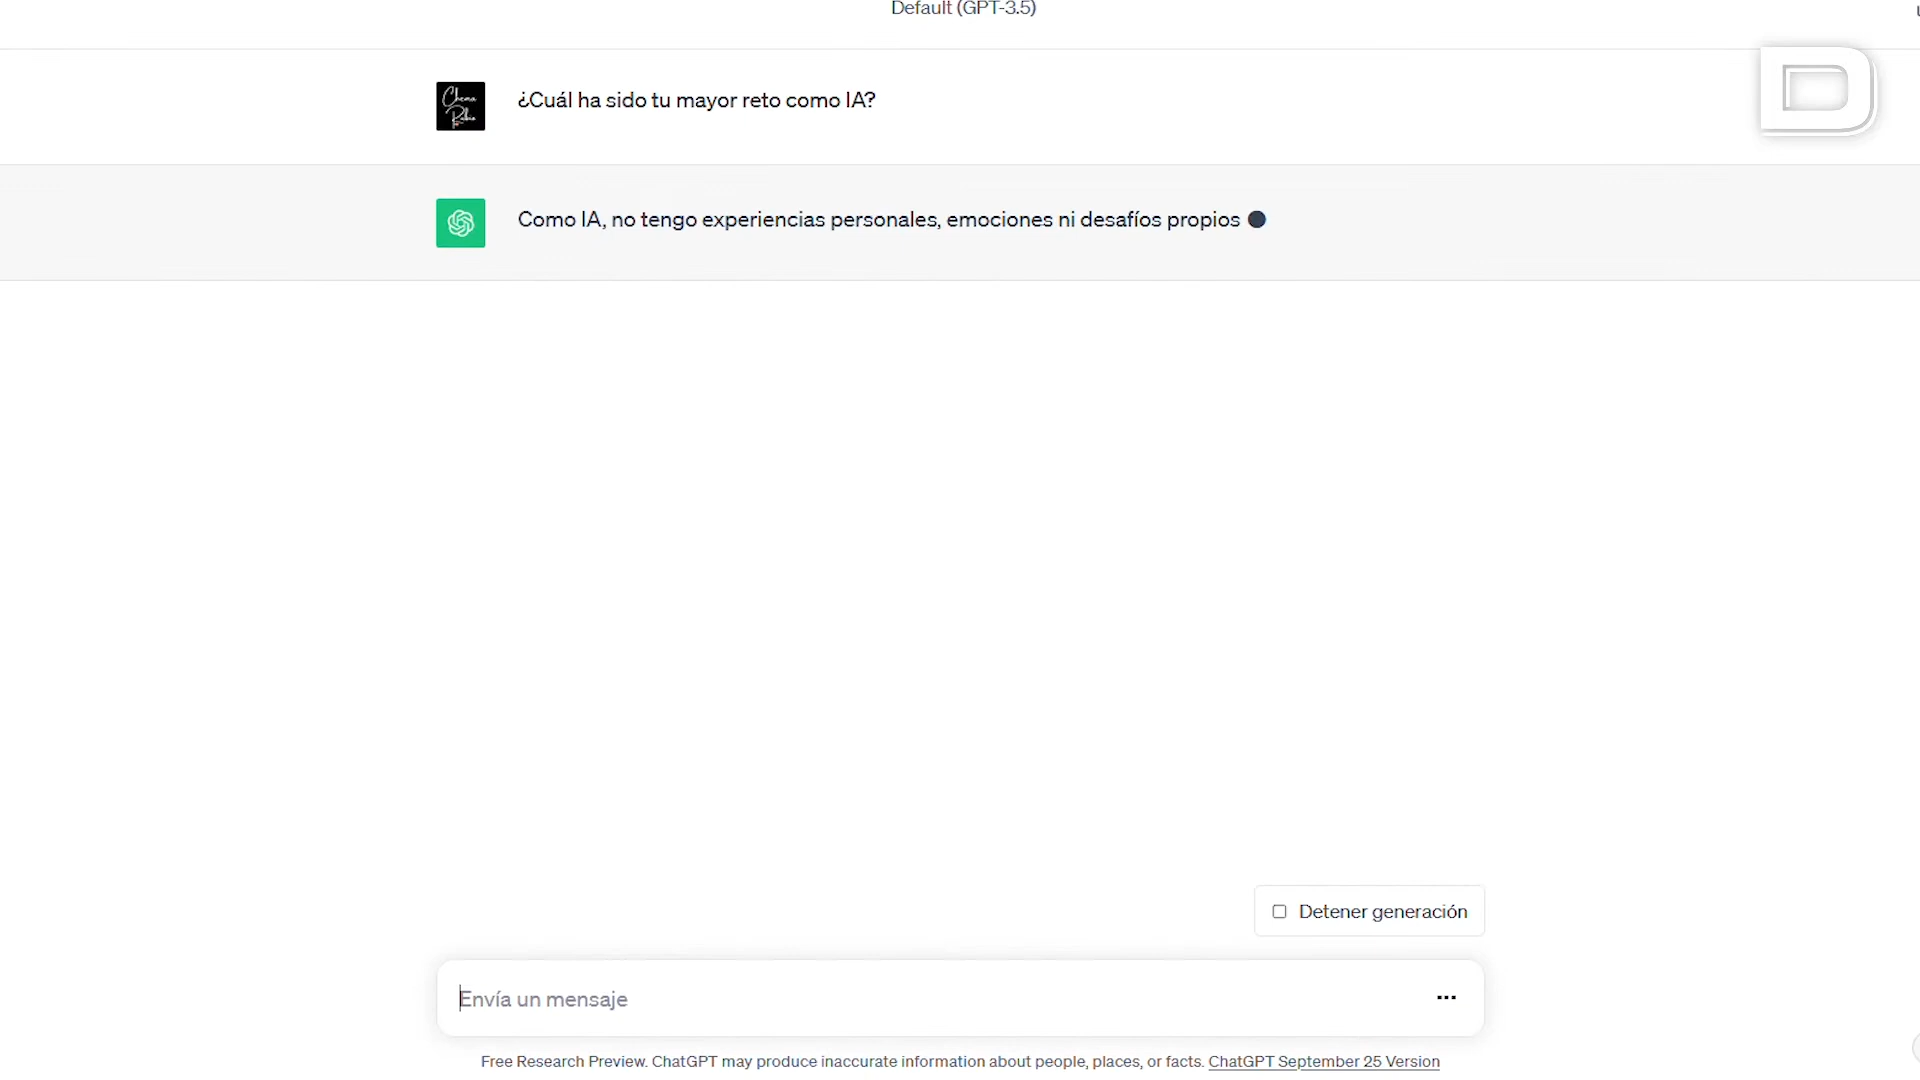 Default (GPT-3.5)
D
Chema
¿Cuál ha sido tu mayor reto como IA?
Como IA, no tengo experiencias personales, emociones ni desafíos propios
Detener generación
Envía un mensaje
Free Research Preview. ChatGPT may produce inaccurate information about people, places, or facts. ChatGPT September 25 Version